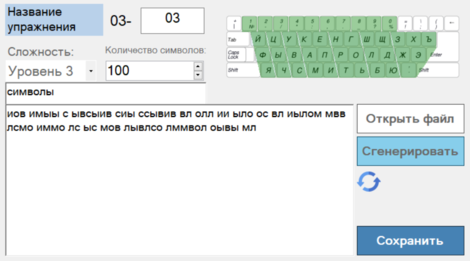 Название упражнения 03- 03
Сложность: Количество символов:
Уровень 3 100
символы
иов имыы с ывсыив сиы ссывив вл олл ии ыло ос вл иылом мвв
лсмо иммо лс ыс мов лывлсо лммвол оывы мл
Открыть файл
Сгенерировать
Сохранить
Tab Й Ц У К Е Н Г Ш Щ З Х Ъ
Caps Lock Ф Ы В А П Р О Л Д Ж Э Enter
Shift Я Ч С М И Т Ь Б Ю Shift